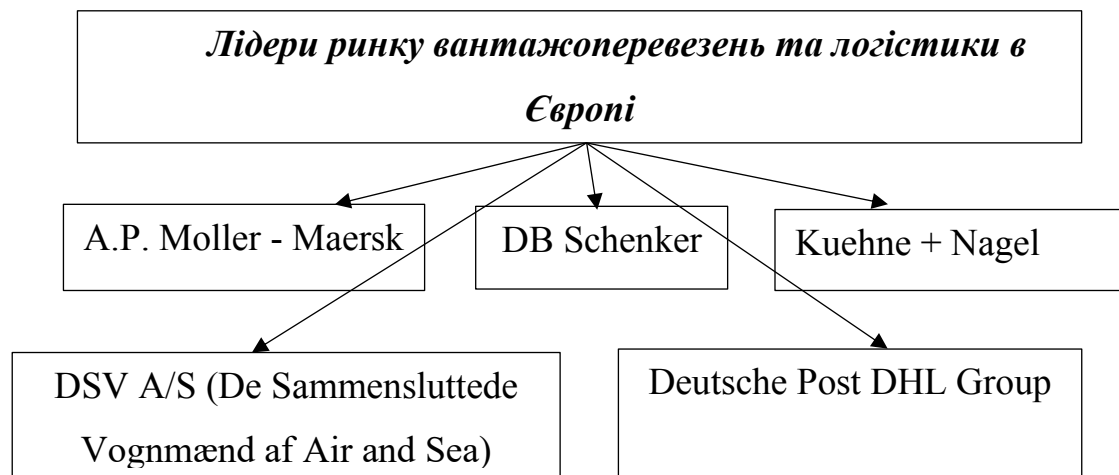 Лідери ринку вантажоперевезень та логістики в
Європі
A.P. Moller - Maersk
DB Schenker
Kuehne + Nagel
DSV A/S (De Sammensluttede
Vognmænd af Air and Sea)
Deutsche Post DHL Group